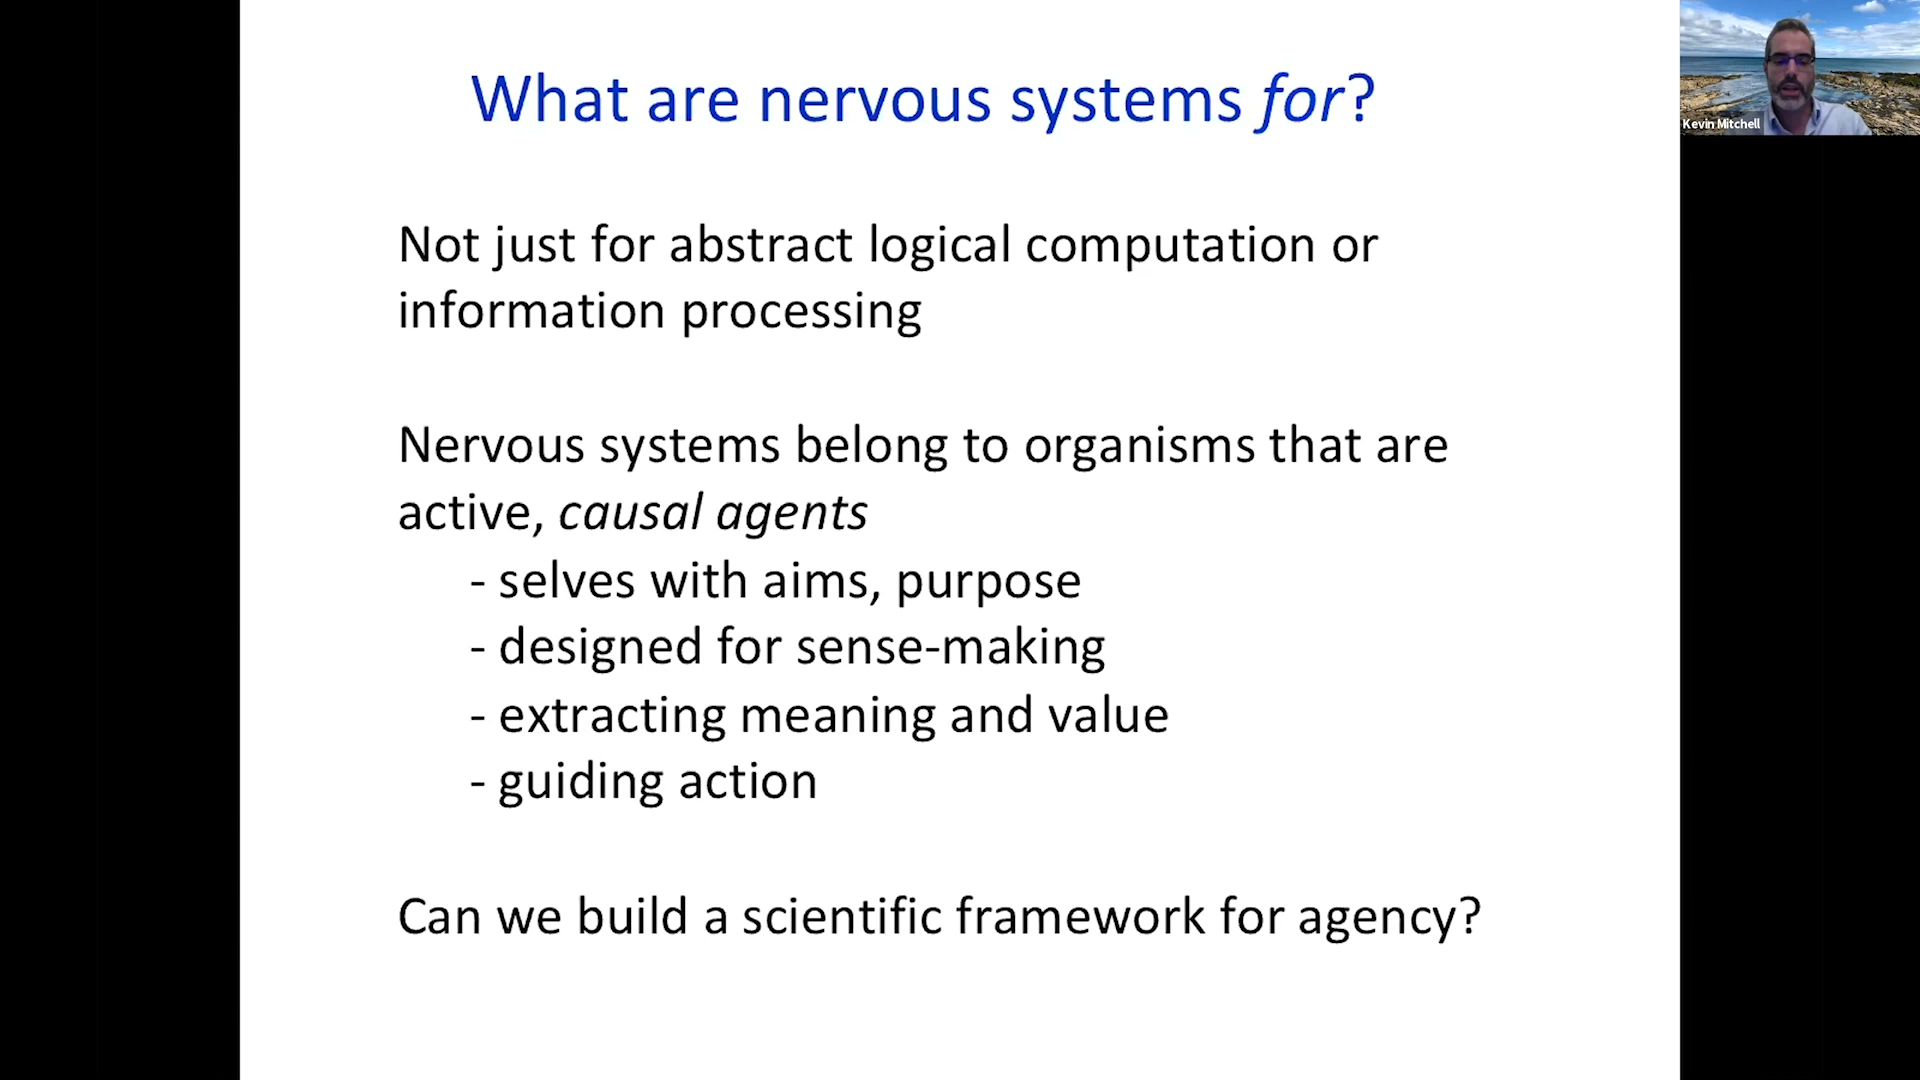 What are nervous systems for?
Kevin Mitchell
Not just for abstract logical computation or
information processing
Nervous systems belong to organisms that are
active, causal agents
- selves with aims, purpose
- designed for sense-making
- extracting meaning and value
- guiding action
Can we build a scientific framework for agency?